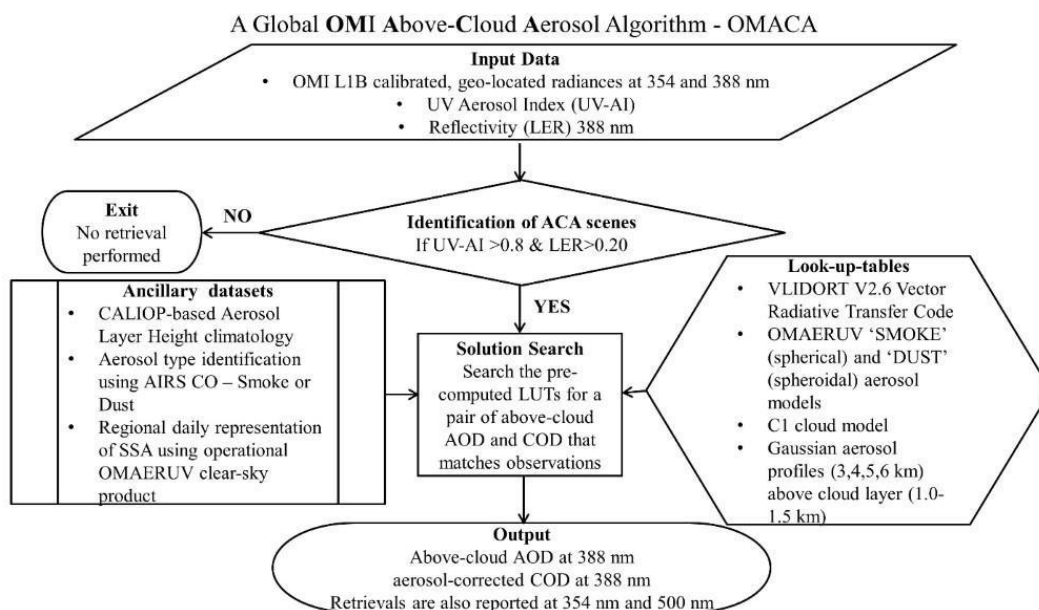 A Global OMI Above-Cloud Aerosol Algorithm - OMACA
Input Data
• OMI L1B calibrated, geo-located radiances at 354 and 388 nm
• UV Aerosol Index (UV-AI)
• Reflectivity (LER) 388 nm
Exit
No retrieval
performed
NO
Identification of ACA scenes
If UV-AI >0.8 & LER>0.20
YES
Ancillary datasets
• CALIOP-based Aerosol
Layer Height climatology
• Aerosol type identification
using AIRS CO – Smoke or
Dust
• Regional daily representation
of SSA using operational
OMAERUV clear-sky
product
Solution Search
Search the pre-
computed LUTs for a
pair of above-cloud
AOD and COD that
matches observations
Look-up-tables
• VLIDORT V2.6 Vector
Radiative Transfer Code
• OMAERUV ‘SMOKE’
(spherical) and ‘DUST’
(spheroidal) aerosol
models
• C1 cloud model
• Gaussian aerosol
profiles (3,4,5,6 km)
above cloud layer (1.0-
1.5 km)
Output
Above-cloud AOD at 388 nm
aerosol-corrected COD at 388 nm
Retrievals are also reported at 354 nm and 500 nm